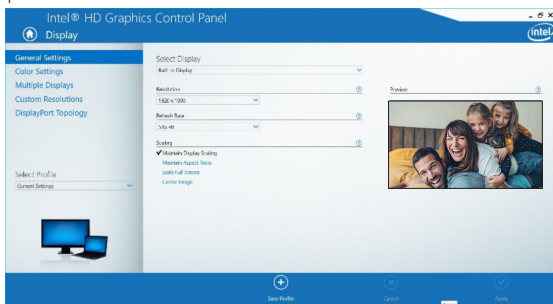 Intel® HD Graphics Control Panel
Display
intel
General Settings
Color Settings
Multiple Displays
Custom Resolutions
DisplayPort Topology
Select Profile
Current Settings
Select Display
Built-in Display
Resolution
Refresh Rate
Scaling
Maintain Display Scaling
Maintain Aspect Ratio
Scale Full Screen
Center Image
Preview
Save Profile
Cancel
Apply